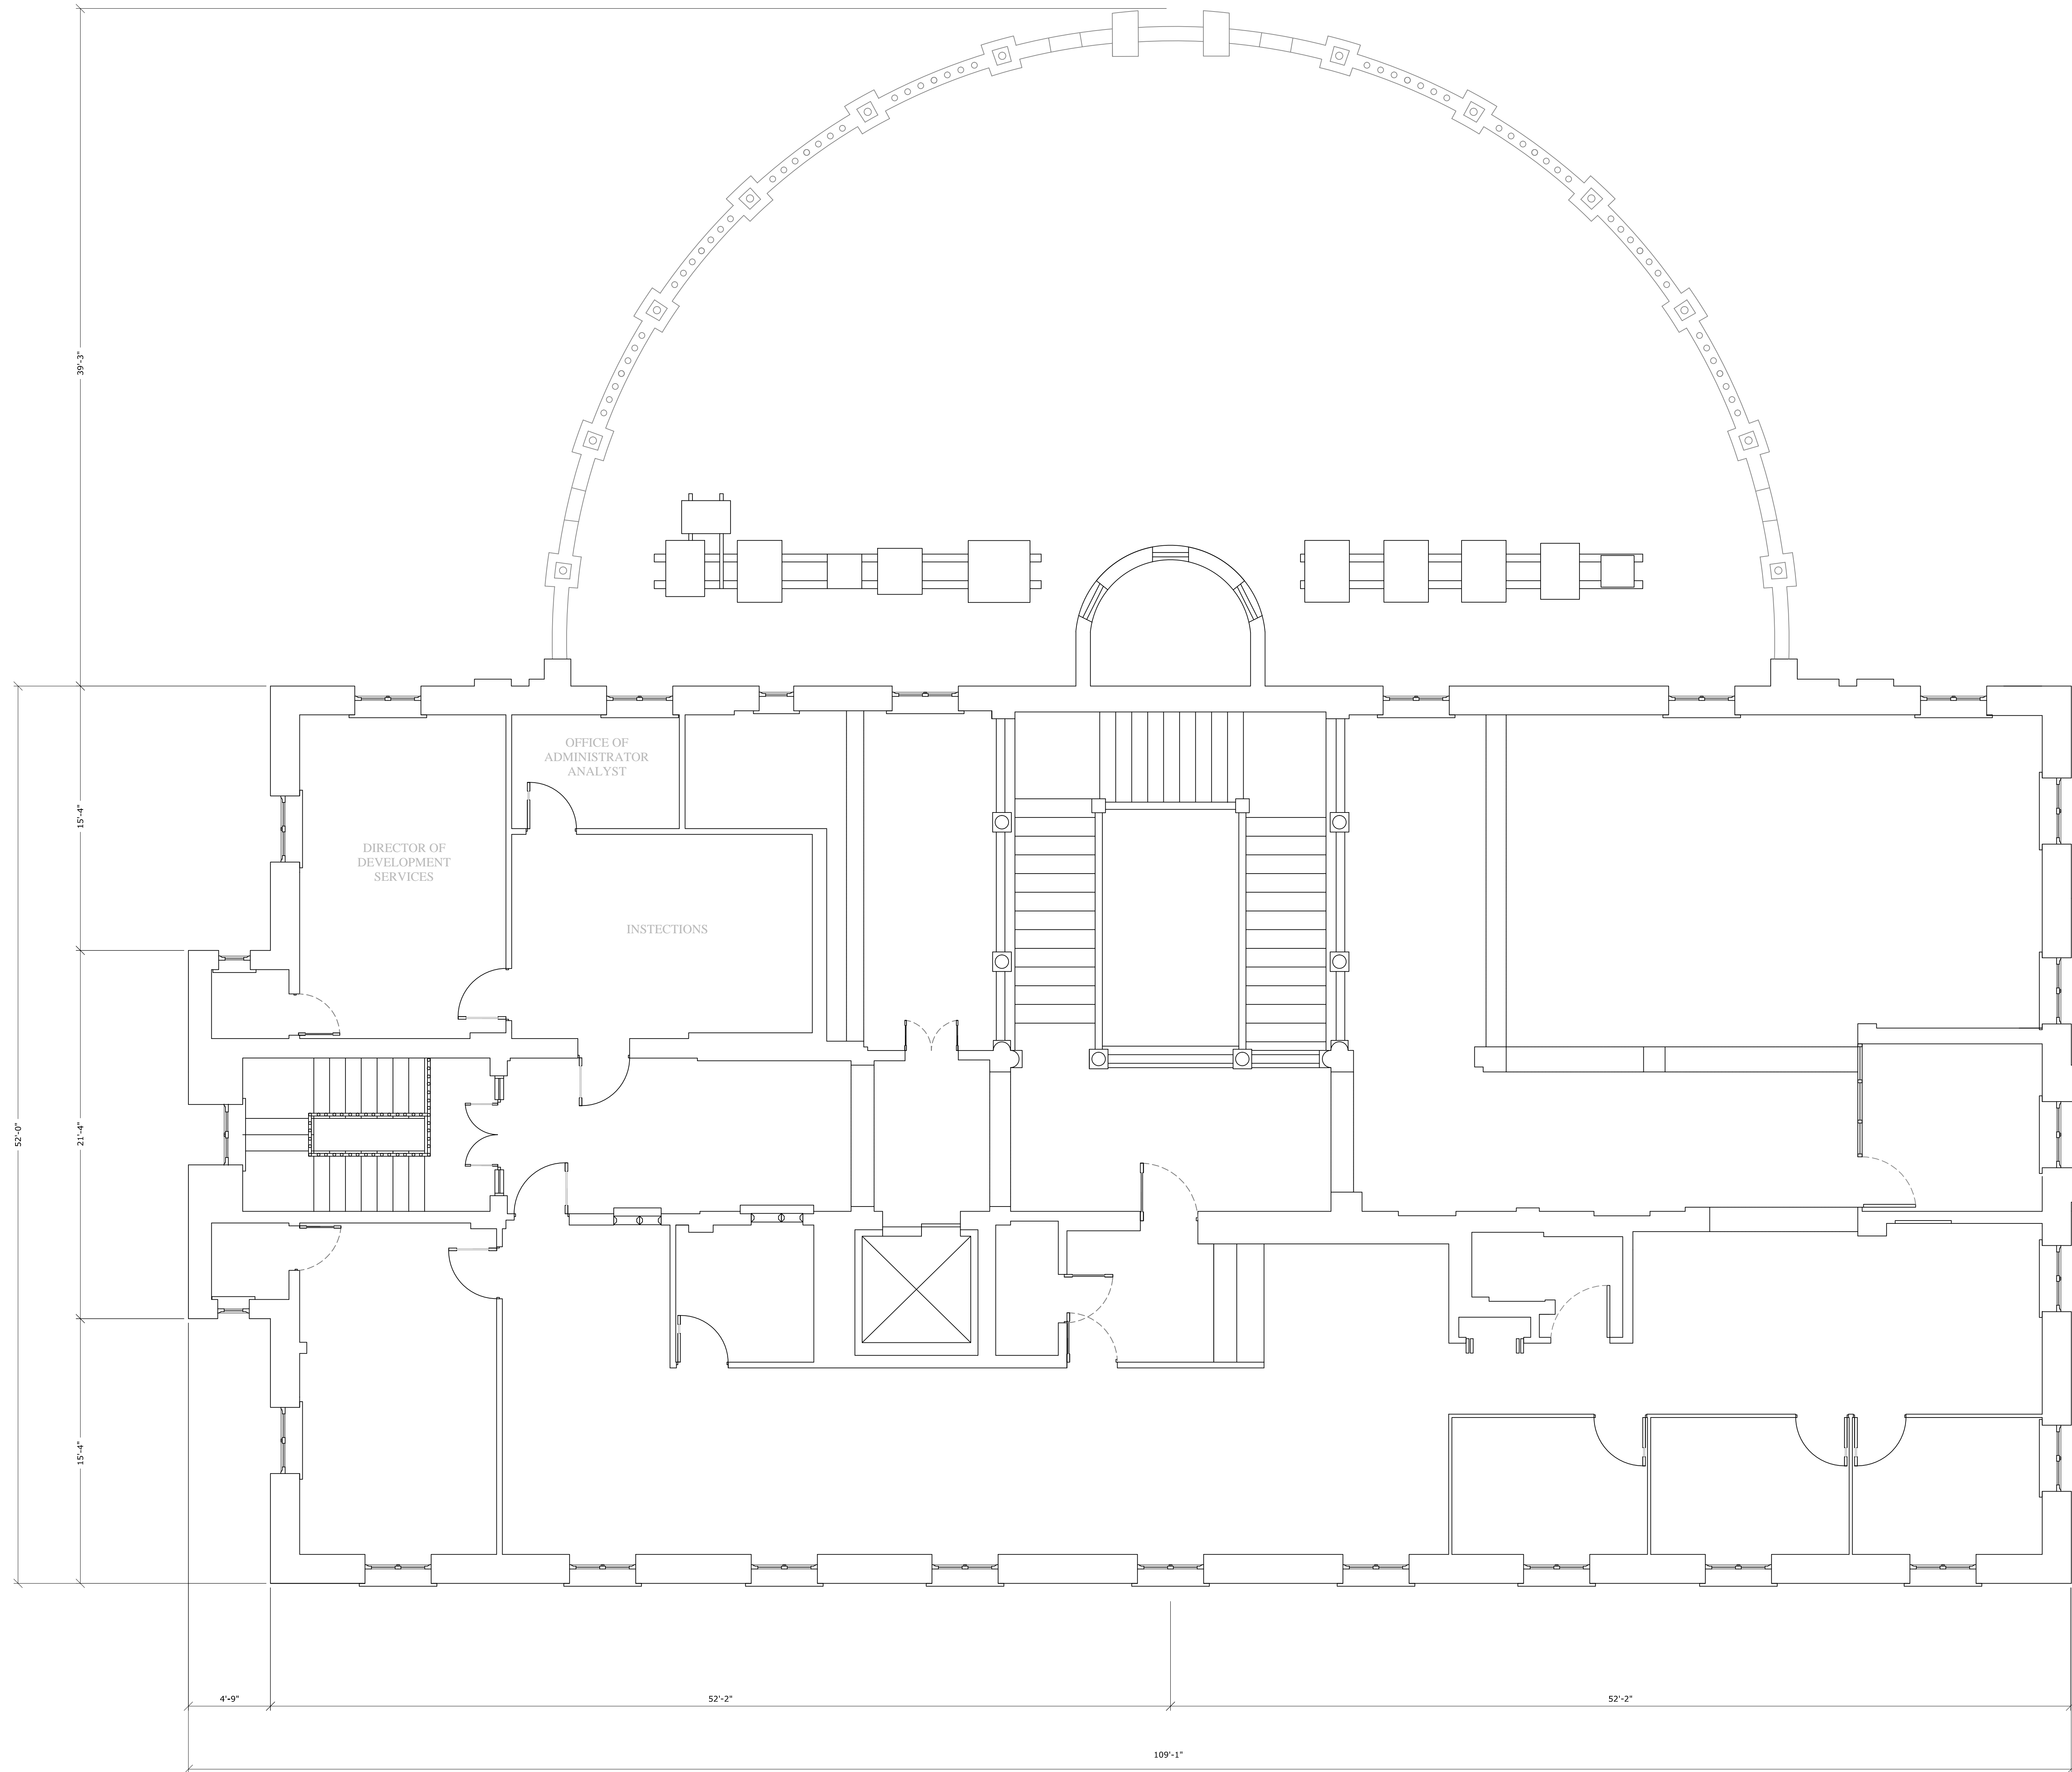 39'-3"
OFFICE OF
ADMINISTRATOR
ANALYST
15'-4"
DIRECTOR OF
DEVELOPMENT
SERVICES
INSTECTIONS
52'-0"
21'-4"
15'-4"
4'-9"
52'-2"
52'-2"
109'-1"